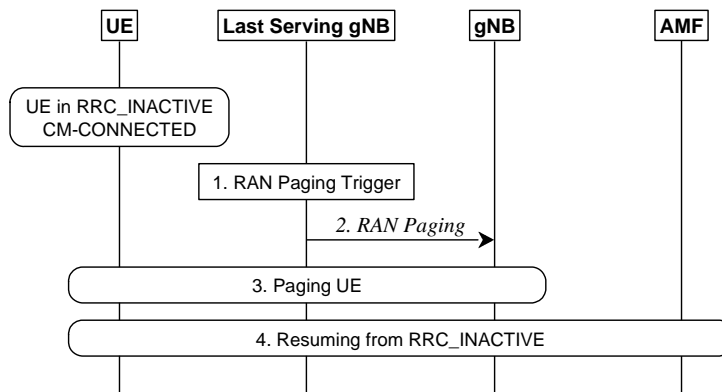 UE
Last Serving gNB
gNB
AMF
UE in RRC_INACTIVE
CM-CONNECTED
1. RAN Paging Trigger
2. RAN Paging
3. Paging UE
4. Resuming from RRC_INACTIVE